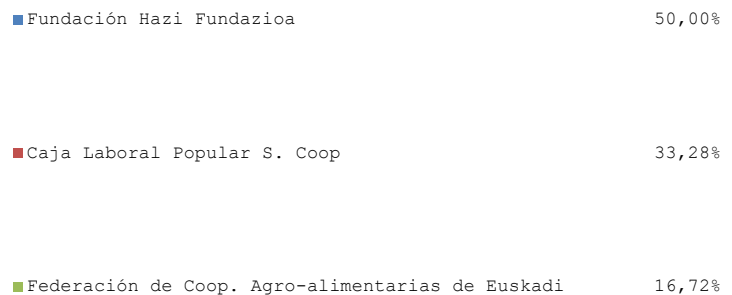 Fundación Hazi Fundazioa 50,00%
Caja Laboral Popular S. Coop 33,28%
Federación de Coop. Agro-alimentarias de Euskadi 16,72%